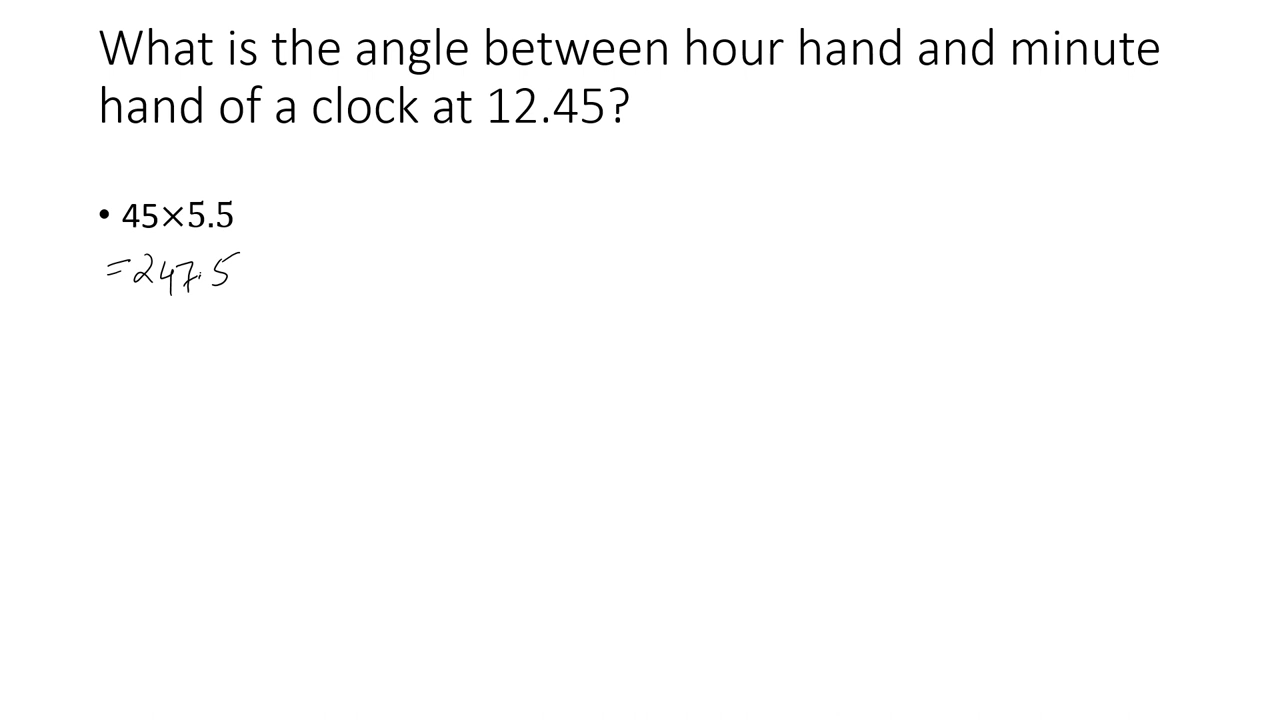 What is the angle between hour hand and minute
hand of a clock at 12.45?
• 45×5.5
=247.5